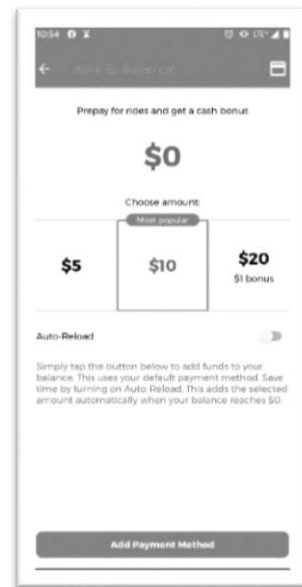 10:54
Prepay for rides and get a cash bonus
$0
Choose amount:
Most popular
$5
$10
$20
$1 bonus
Auto-Reload
Simply tap the button below to add funds to your
balance. This uses your default payment method. Save
time by turning on Auto-Reload. This adds the selected
amount automatically when your balance reaches $0.
Add Payment Method